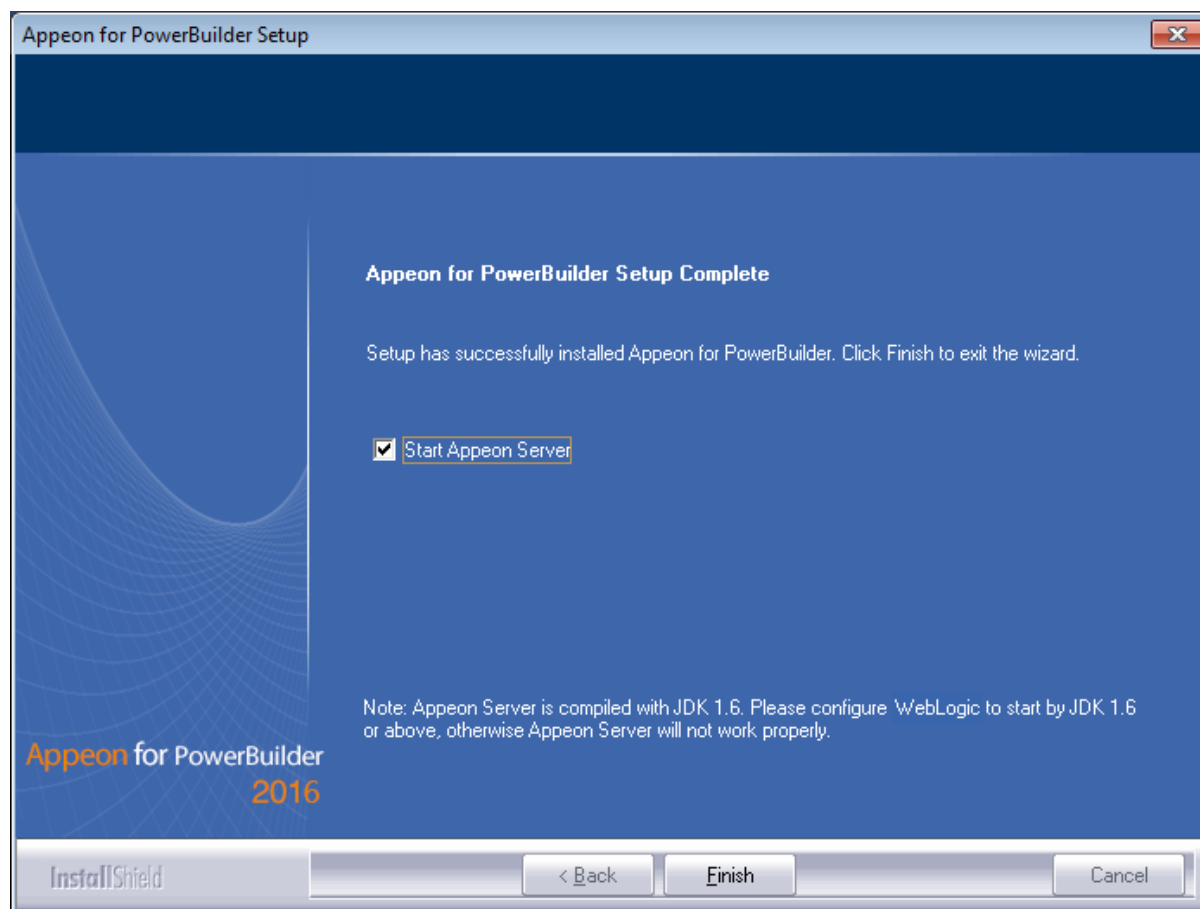 Appeon for PowerBuilder Setup
Appeon for PowerBuilder Setup Complete
Setup has successfully installed Appeon for PowerBuilder. Click Finish to exit the wizard.
Start Appeon Server
Note: Appeon Server is compiled with JDK 1.6. Please configure WebLogic to start by JDK 1.6
or above, otherwise Appeon Server will not work properly.
Appeon for PowerBuilder
2016
InstallShield
< Back
Finish
Cancel